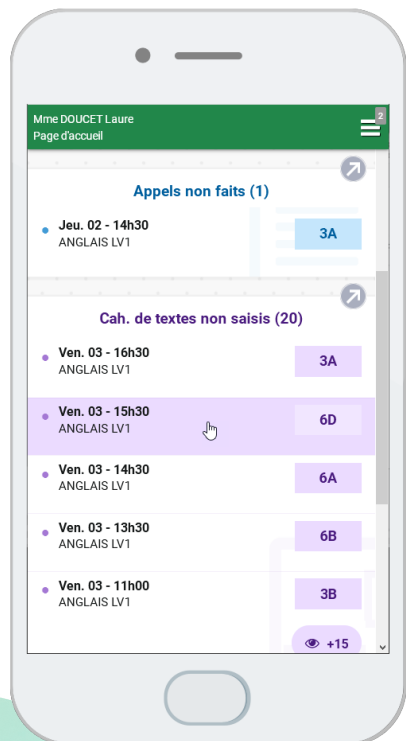 Mme DOUCET Laure
Page d'accueil
2
Appels non faits (1)
Jeu. 02 - 14h30
ANGLAIS LV1
3A
Cah. de textes non saisis (20)
Ven. 03 - 16h30
ANGLAIS LV1
3A
Ven. 03 - 15h30
ANGLAIS LV1
6D
Ven. 03 - 14h30
ANGLAIS LV1
6A
Ven. 03 - 13h30
ANGLAIS LV1
6B
Ven. 03 - 11h00
ANGLAIS LV1
3B
+15